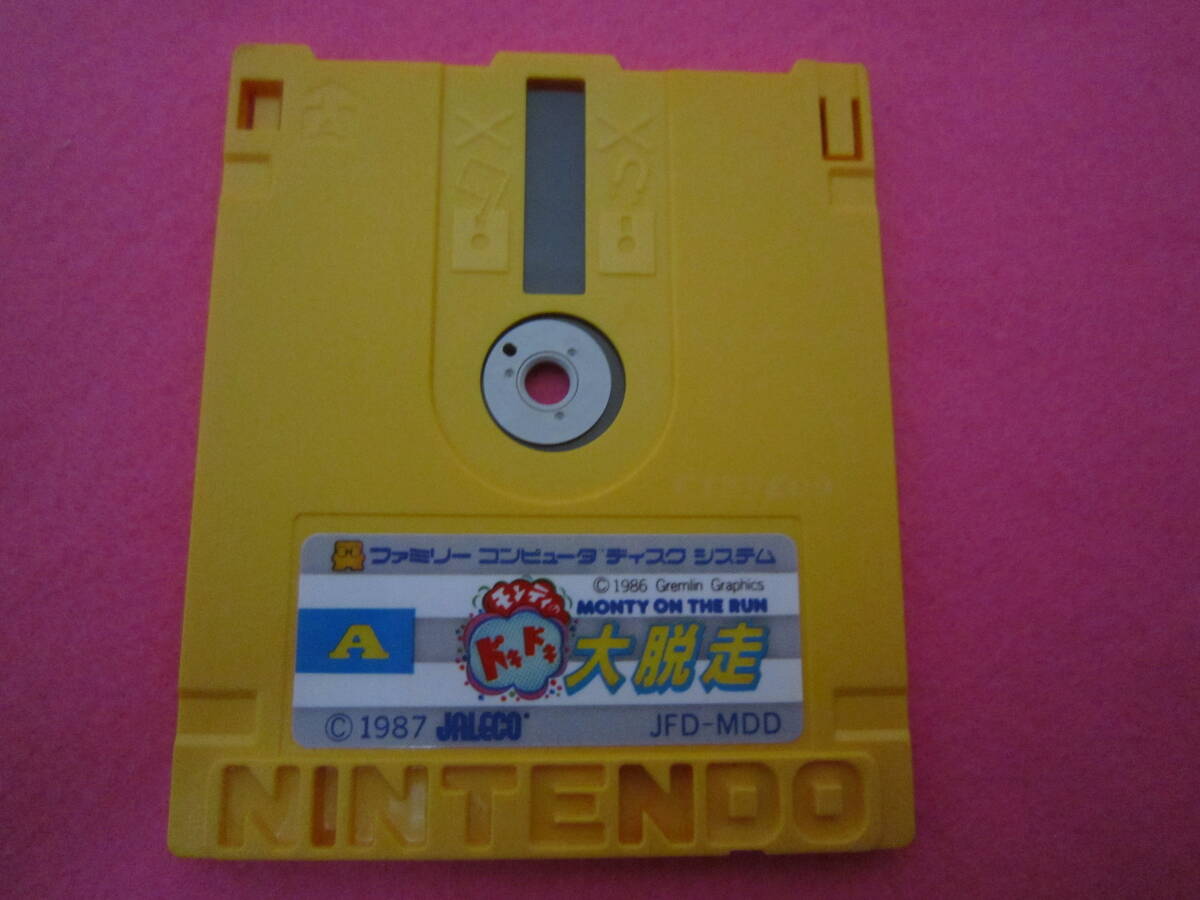 ファミリー コンピュータ ディスク システム
©1986 Gremlin Graphics
MONTY ON THE RUN
A
モンティの
ドキドキ
大脱走
© 1987 JALECO
JFD-MDD
NINTENDO